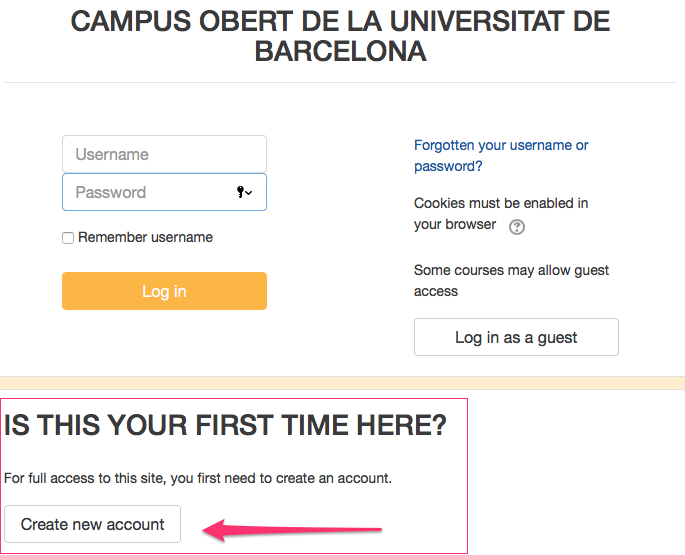 CAMPUS OBERT DE LA UNIVERSITAT DE
BARCELONA
Username
Password
Remember username
Log in
Forgotten your username or
password?
Cookies must be enabled in
your browser
Some courses may allow guest
access
Log in as a guest
IS THIS YOUR FIRST TIME HERE?
For full access to this site, you first need to create an account.
Create new account